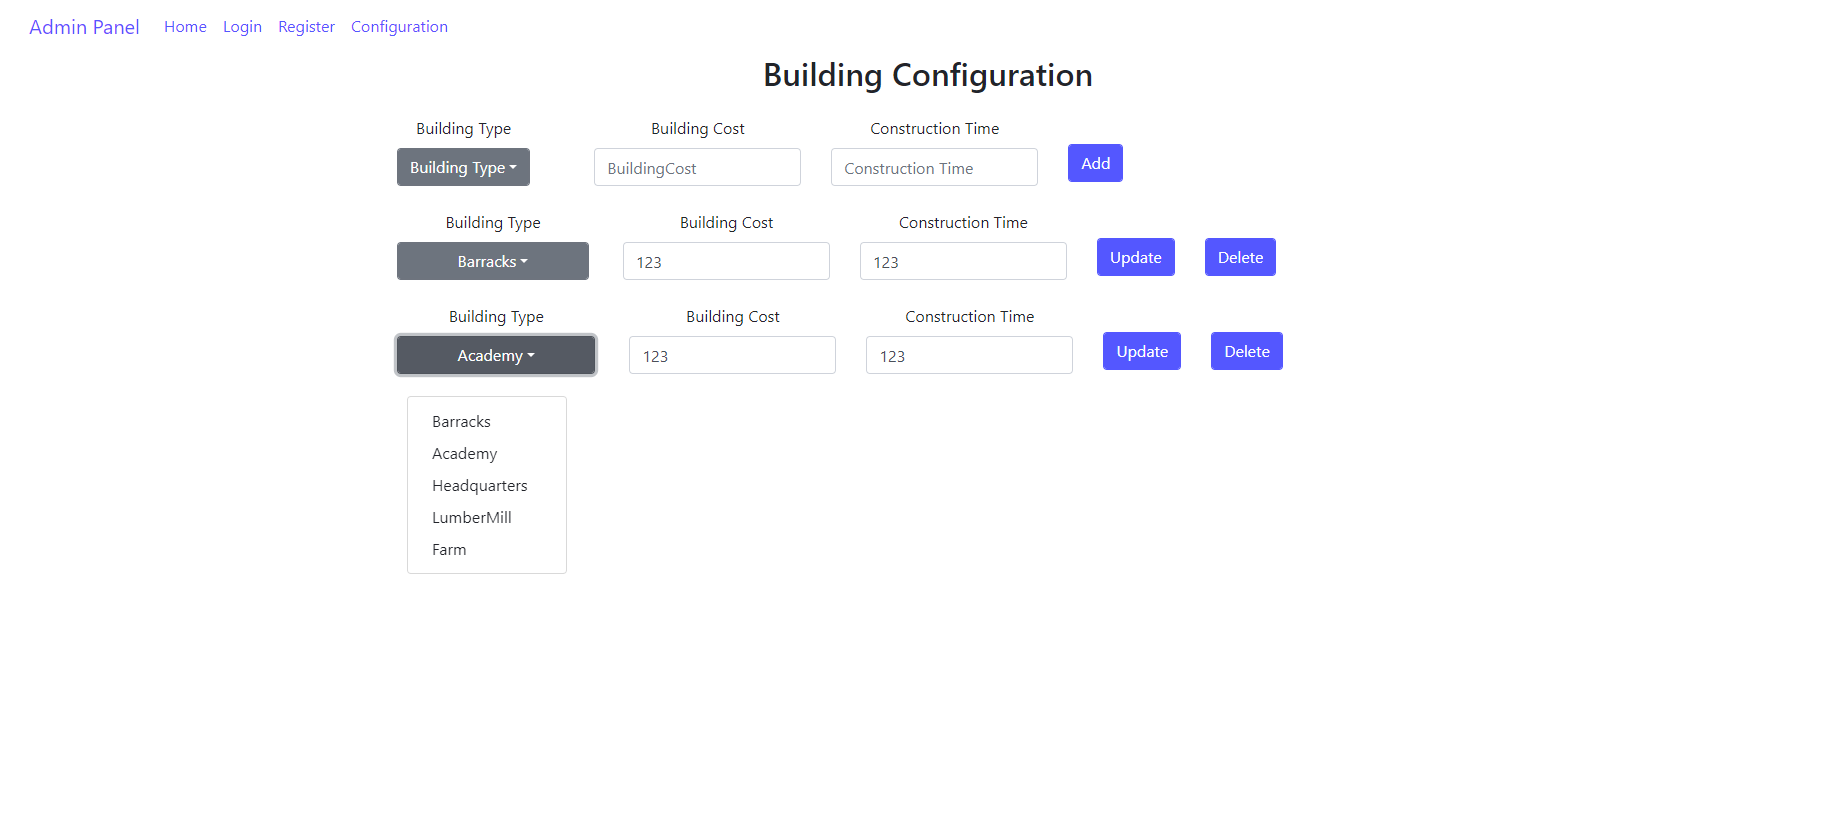 Admin Panel Home Login Register Configuration
Building Configuration
Building Type Building Cost Construction Time
Building Type BuildingCost Construction Time Add
Building Type Building Cost Construction Time
Barracks 123 123 Update Delete
Building Type Building Cost Construction Time
Academy 123 123 Update Delete
Barracks
Academy
Headquarters
LumberMill
Farm